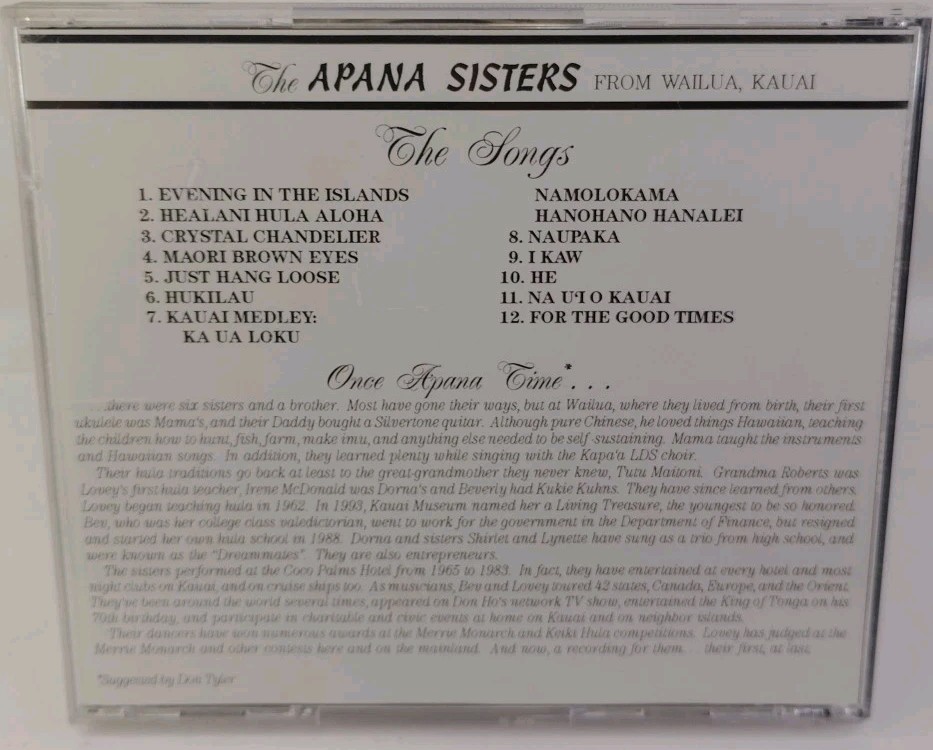 The APANA SISTERS FROM WAILUA, KAUAI
The Songs
1. EVENING IN THE ISLANDS
2. HEALANI HULA ALOHA
3. CRYSTAL CHANDELIER
4. MAORI BROWN EYES
5. JUST HANG LOOSE
6. HUKILAU
7. KAUAI MEDLEY:
KA UA LOKU
NAMOLOKAMA
HANOHANO HANALEI
8. NAUPAKA
9. I KAW
10. HE
11. NA U'I O KAUAI
12. FOR THE GOOD TIMES
Once Apana Time*...
...there were six sisters and a brother. Most have gone their ways, but at Wailua, where they lived from birth, their first
ukulele was Mama's, and their Daddy bought a Silvertone guitar. Although pure Chinese, he loved things Hawaiian, teaching
the children how to hunt, fish, farm, make imu, and anything else needed to be self-sustaining. Mama taught the instruments
and Hawaiian songs. In addition, they learned plenty while singing with the Kapa'a LDS choir.
Their hula traditions go back at least to the great-grandmother they never knew, Tutu Maitoni. Grandma Roberts was
Lovey's first hula teacher, Irene McDonald was Dorna's and Beverly had Kukie Kuhns. They have since learned from others.
Lovey began teaching hula in 1962. In 1993, Kauai Museum named her a Living Treasure, the youngest to be so honored.
Bev, who was her college class valedictorian, went to work for the government in the Department of Finance, but resigned
and started her own hula school in 1988. Dorna and sisters Shirlet and Lynette have sung as a trio from high school, and
were known as the "Dreammates". They are also entrepreneurs.
The sisters performed at the Coco Palms Hotel from 1965 to 1983. In fact, they have entertained at every hotel and most
night clubs on Kauai, and on cruise ships too. As musicians, Bev and Lovey toured 42 states, Canada, Europe, and the Orient.
They've been around the world several times, appeared on Don Ho's network TV show, entertained the King of Tonga on his
70th birthday, and participate in charitable and civic events at home on Kauai and on neighbor islands.
Their dancers have won numerous awards at the Merrie Monarch and Keiki Hula competitions. Lovey has judged at the
Merrie Monarch and other contests here and on the mainland. And now, a recording for them... their first, at last.
*Suggested by Don Tyler